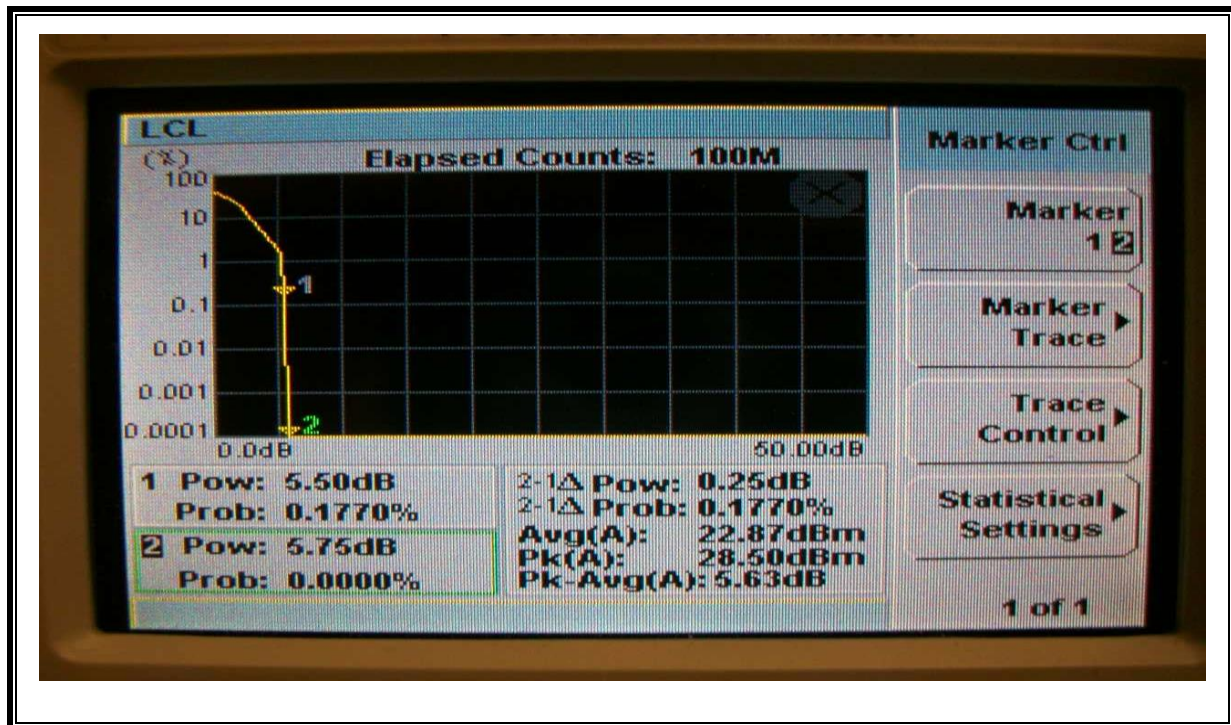 LCL
(%)
Elapsed Counts: 100M
100
10
1
0.1
0.01
0.001
0.0001
1
2
0.0dB
50.00dB
1 Pow: 5.50dB
Prob: 0.1770%
2 Pow: 5.75dB
Prob: 0.0000%
2-1Δ Pow: 0.25dB
2-1Δ Prob: 0.1770%
Avg(A): 22.87dBm
Pk(A): 28.50dBm
Pk-Avg(A): 5.63dB
Marker Ctrl
Marker
1 2
Marker
Trace
Trace
Control
Statistical
Settings
1 of 1